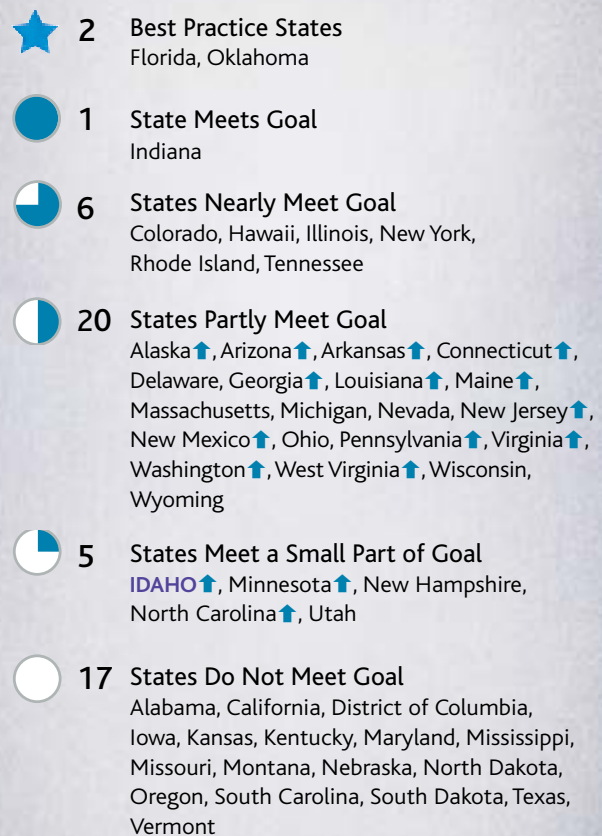 2 Best Practice States
Florida, Oklahoma
1 State Meets Goal
Indiana
6 States Nearly Meet Goal
Colorado, Hawaii, Illinois, New York,
Rhode Island, Tennessee
20 States Partly Meet Goal
Alaska⬆, Arizona⬆, Arkansas⬆, Connecticut⬆,
Delaware, Georgia⬆, Louisiana⬆, Maine⬆,
Massachusetts, Michigan, Nevada, New Jersey⬆,
New Mexico⬆, Ohio, Pennsylvania⬆, Virginia⬆,
Washington⬆, West Virginia⬆, Wisconsin,
Wyoming
5 States Meet a Small Part of Goal
IDAHO⬆, Minnesota⬆, New Hampshire,
North Carolina⬆, Utah
17 States Do Not Meet Goal
Alabama, California, District of Columbia,
Iowa, Kansas, Kentucky, Maryland, Mississippi,
Missouri, Montana, Nebraska, North Dakota,
Oregon, South Carolina, South Dakota, Texas,
Vermont